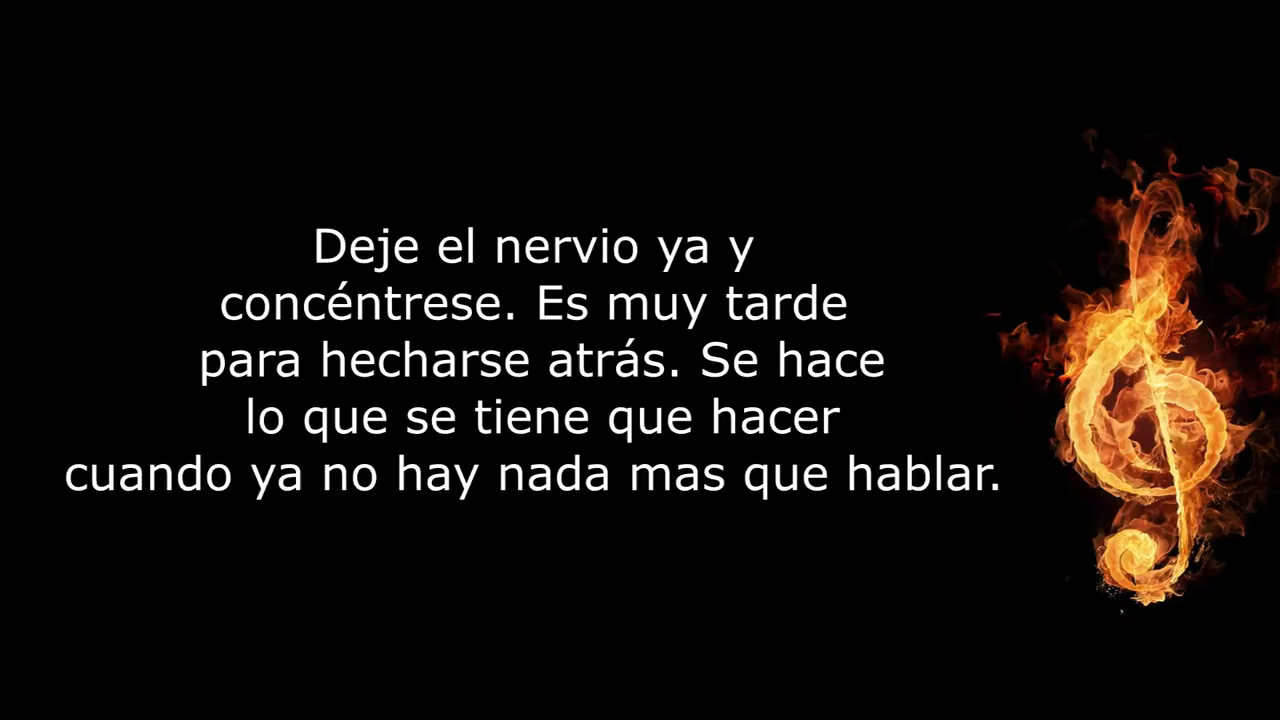 Deje el nervio ya y
concéntrese. Es muy tarde
para hecharse atrás. Se hace
lo que se tiene que hacer
cuando ya no hay nada mas que hablar.